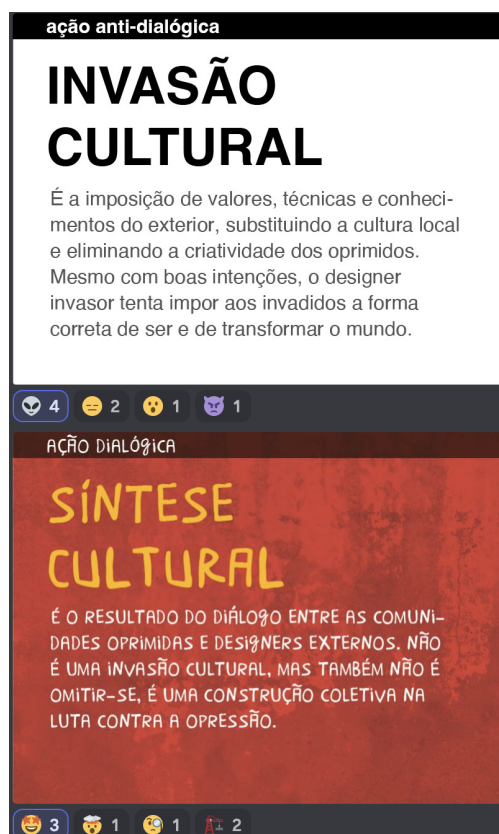 ação anti-dialógica
INVASÃO
CULTURAL
É a imposição de valores, técnicas e conheci-
mentos do exterior, substituindo a cultura local
e eliminando a criatividade dos oprimidos.
Mesmo com boas intenções, o designer
invasor tenta impor aos invadidos a forma
correta de ser e de transformar o mundo.
4 2 1 1
AÇÃO DiALÓgiCA
SÍNTESE
CULTURAL
É O RESULTADO DO DiÁLOgO ENTRE AS COMUNi-
DADES OPRiMiDAS E DESigNERS EXTERNOS. NÃO
É UMA iNVASÃO CULTURAL, MAS TAMBÉM NÃO É
OMiTiR-SE, É UMA CONSTRUÇÃO COLETiVA NA
LUTA CONTRA A OPRESSÃO.
3 1 1 2